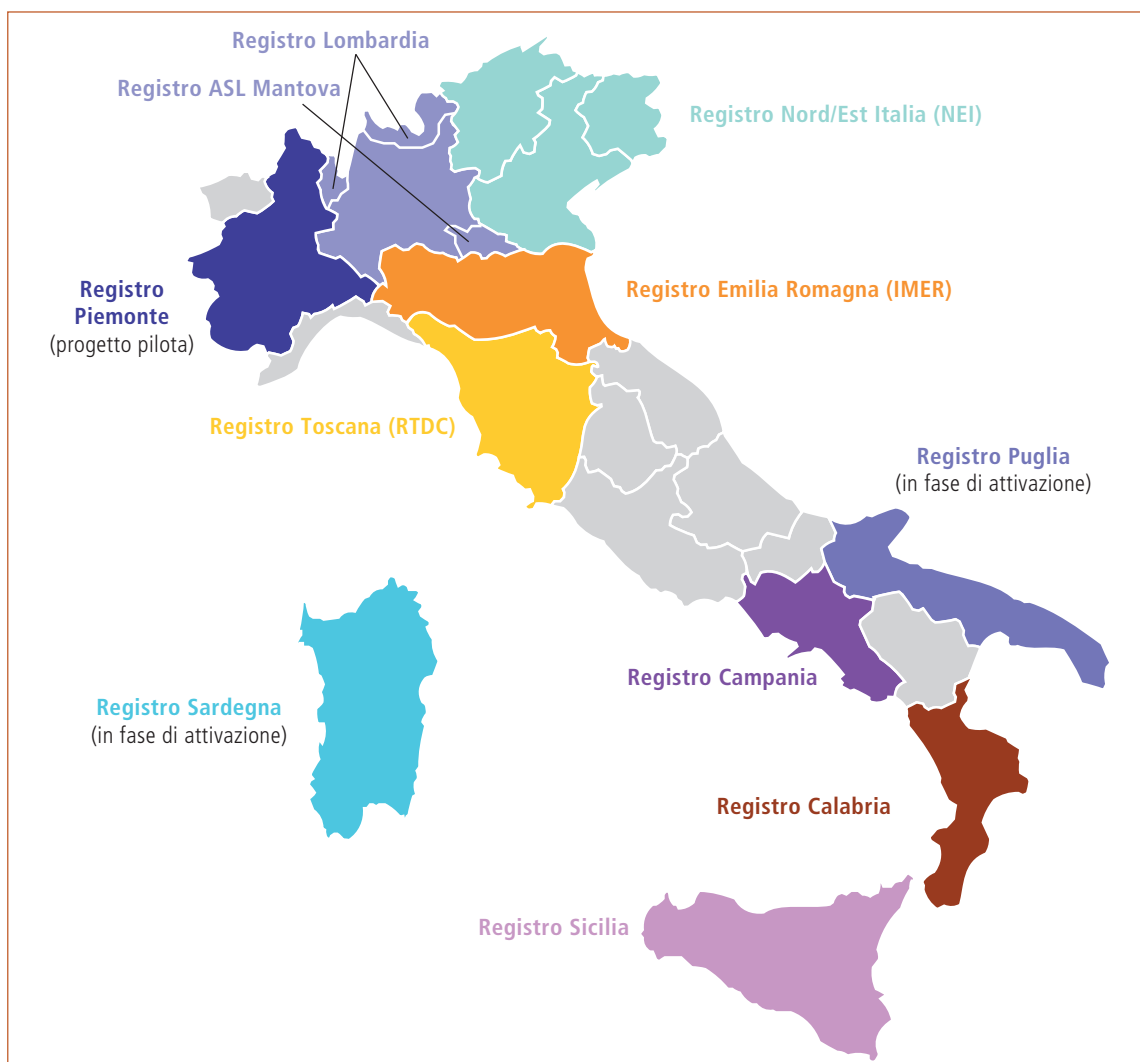 Registro Lombardia
Registro ASL Mantova
Registro Nord/Est Italia (NEI)
Registro
Piemonte
(progetto pilota)
Registro Emilia Romagna (IMER)
Registro Toscana (RTDC)
Registro Puglia
(in fase di attivazione)
Registro Campania
Registro Sardegna
(in fase di attivazione)
Registro Calabria
Registro Sicilia